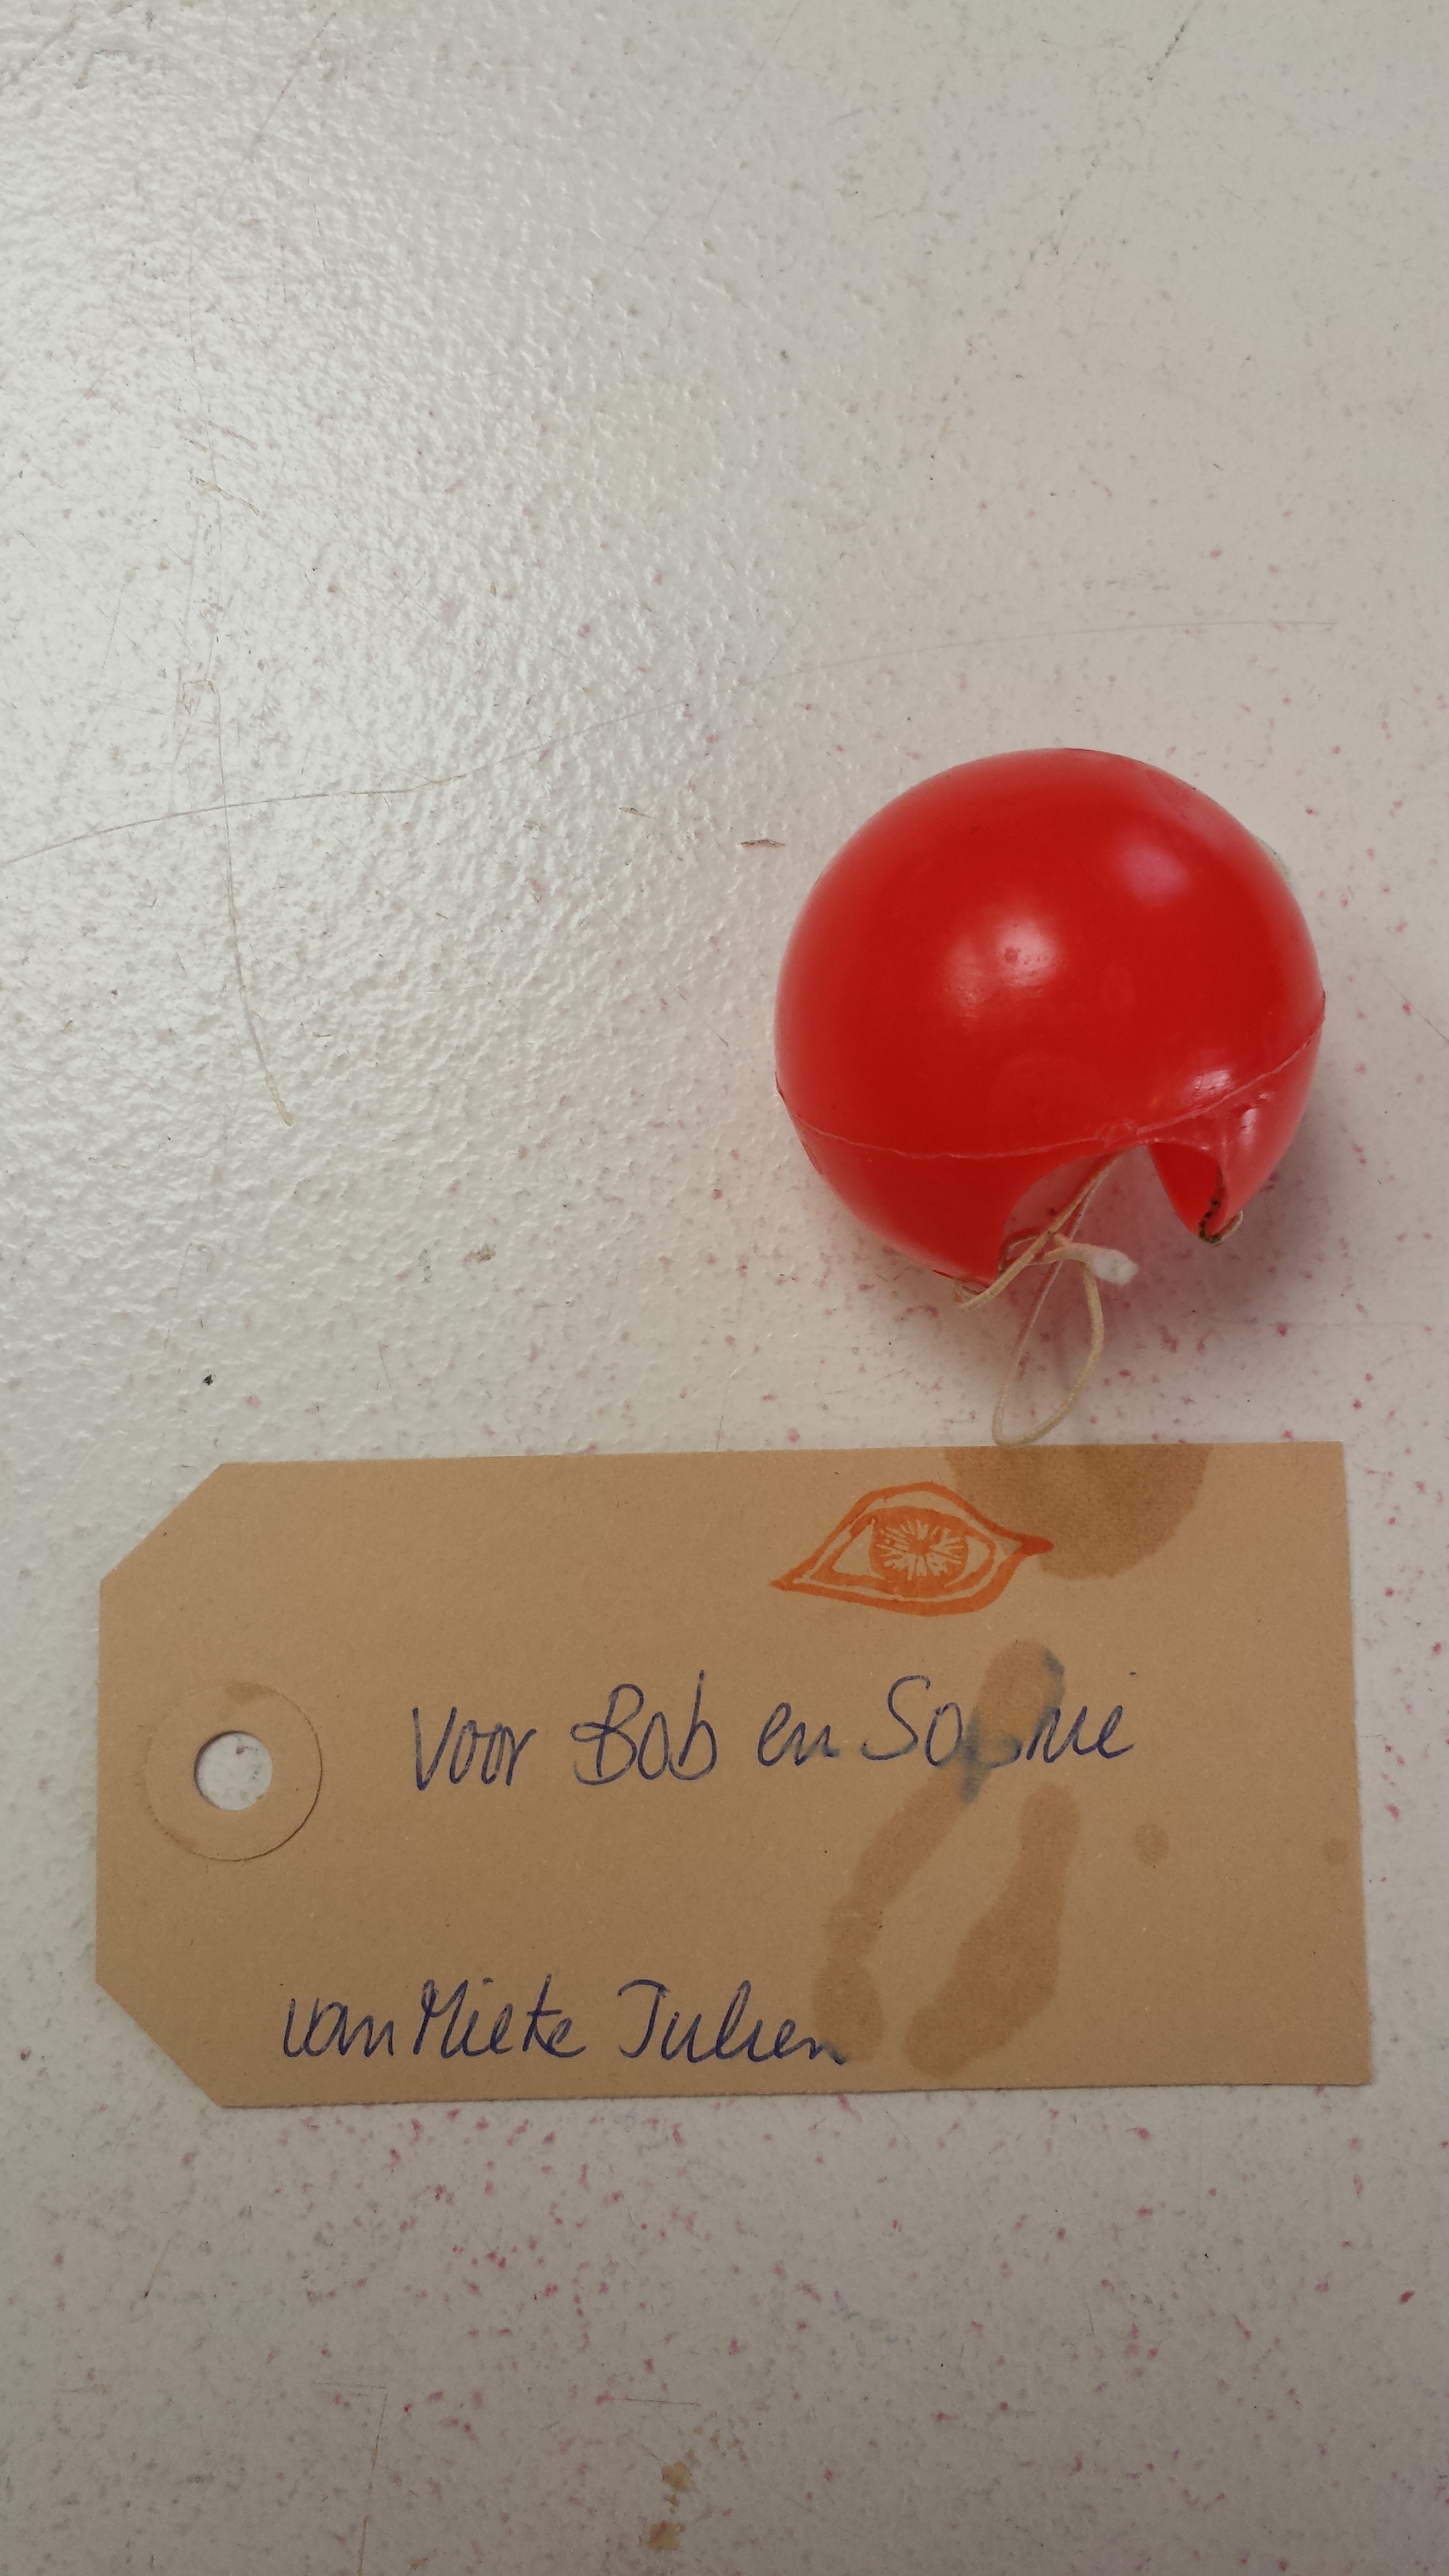 voor Bob en Sophie
van Mieke Julien